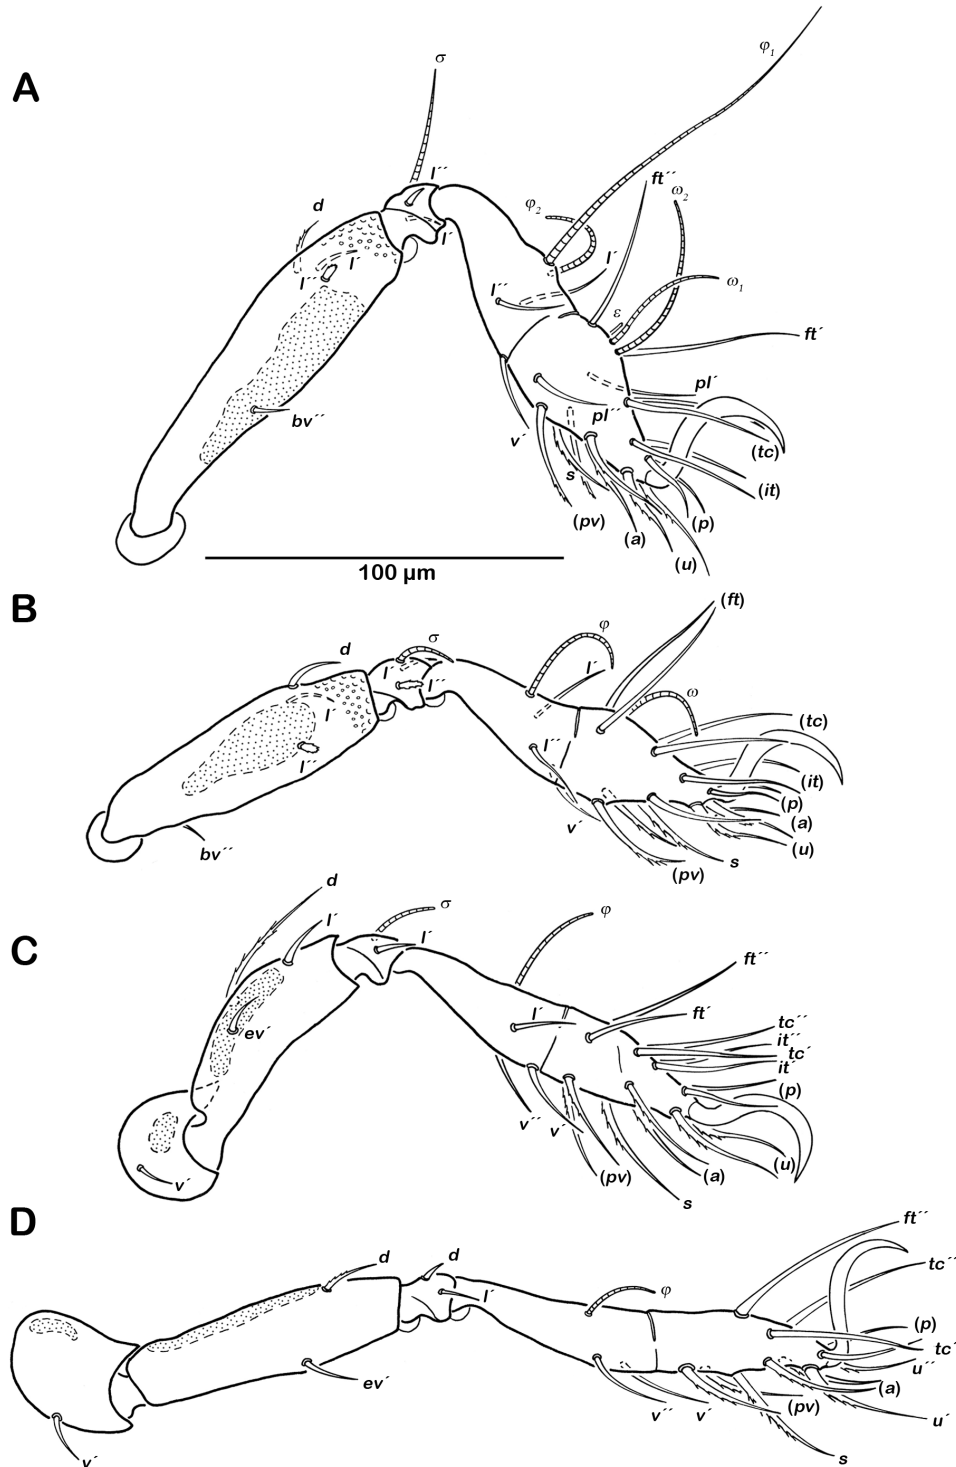 A
σ
φ1
l´´
ft´´
ω2
φ2
d
l´
l´
l´´
l´
l´´
ω1
ε
ft´
pl´
bv´´
pl´´
v´
(tc)
s
(it)
(pv)
(p)
(a)
(u)
100 µm
B
(ft)
φ
σ
d
l´
l´
l´´
ω
l´
(tc)
l´´
l´´
(it)
(p)
v´
(a)
bv´´
(u)
s
(pv)
C
d
σ
φ
l´
l´
ft´´
l´
ft´
tc´´
ev´
it´´
tc´
it´
(p)
v´´
v´
(u)
(pv)
(a)
v´
s
D
ft´´
d
d
tc´´
φ
l´
(p)
tc´
u´´
ev´
(a)
v´´
v´
(pv)
u´
v´
s